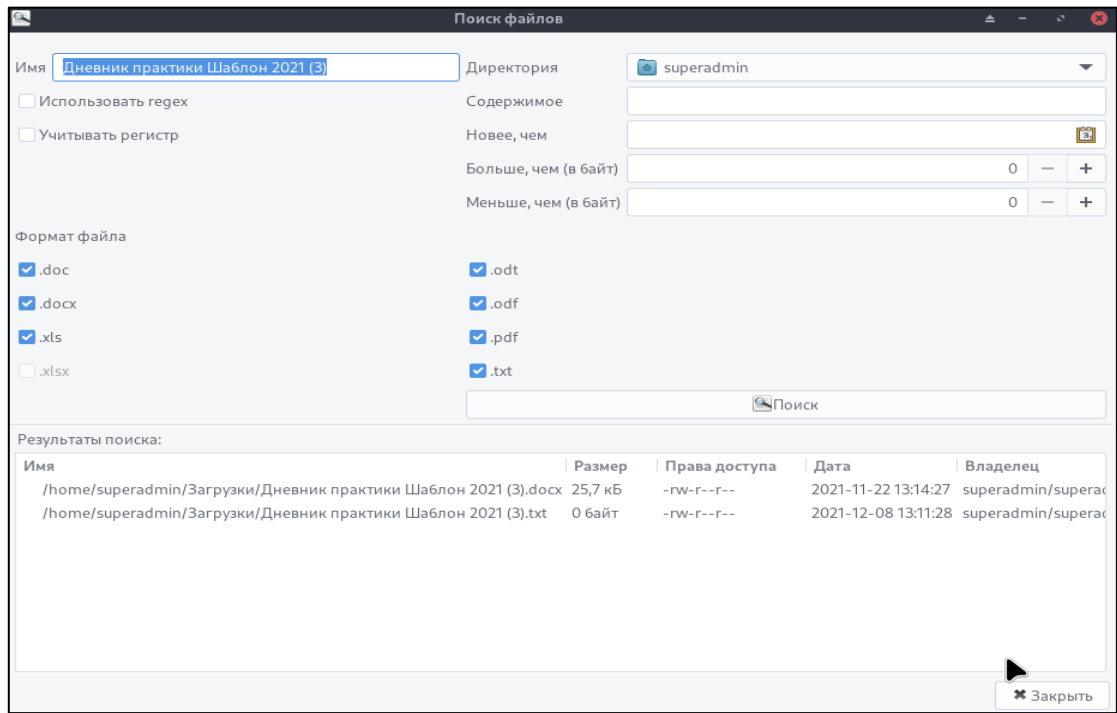 Поиск файлов
Имя Дневник практики Шаблон 2021 (3) Директория superadmin
Использовать regex Содержимое
Учитывать регистр Новее, чем
Больше, чем (в байт) 0 − +
Меньше, чем (в байт) 0 − +
Формат файла
.doc .odt
.docx .odf
.xls .pdf
.xlsx .txt
Поиск
Результаты поиска:
Имя Размер Права доступа Дата Владелец
/home/superadmin/Загрузки/Дневник практики Шаблон 2021 (3).docx 25,7 кБ -rw-r--r-- 2021-11-22 13:14:27 superadmin/superad
/home/superadmin/Загрузки/Дневник практики Шаблон 2021 (3).txt 0 байт -rw-r--r-- 2021-12-08 13:11:28 superadmin/superad
Закрыть